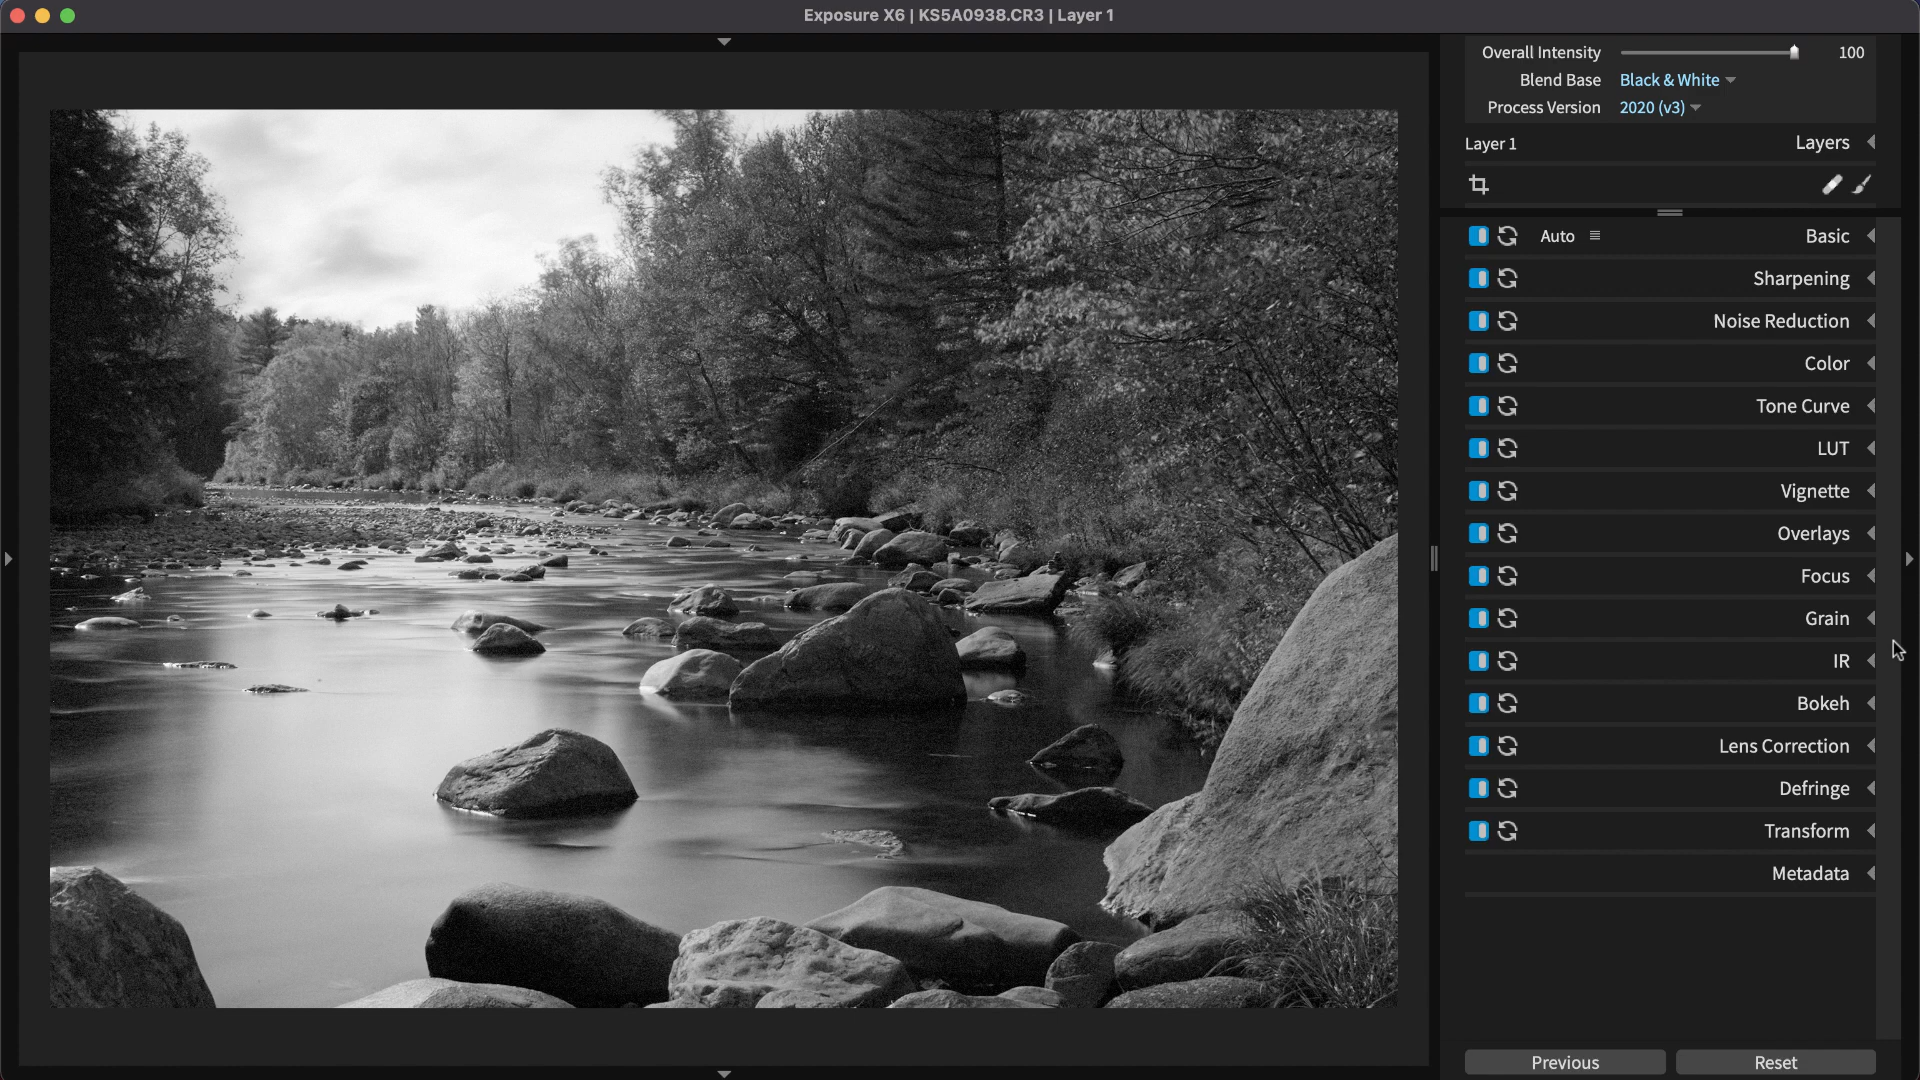 Exposure X6 | KS5A0938.CR3 | Layer 1
Overall Intensity 100
Blend Base Black & White
Process Version 2020 (v3)
Layer 1 Layers
Auto Basic
Sharpening
Noise Reduction
Color
Tone Curve
LUT
Vignette
Overlays
Focus
Grain
IR
Bokeh
Lens Correction
Defringe
Transform
Metadata
Previous Reset